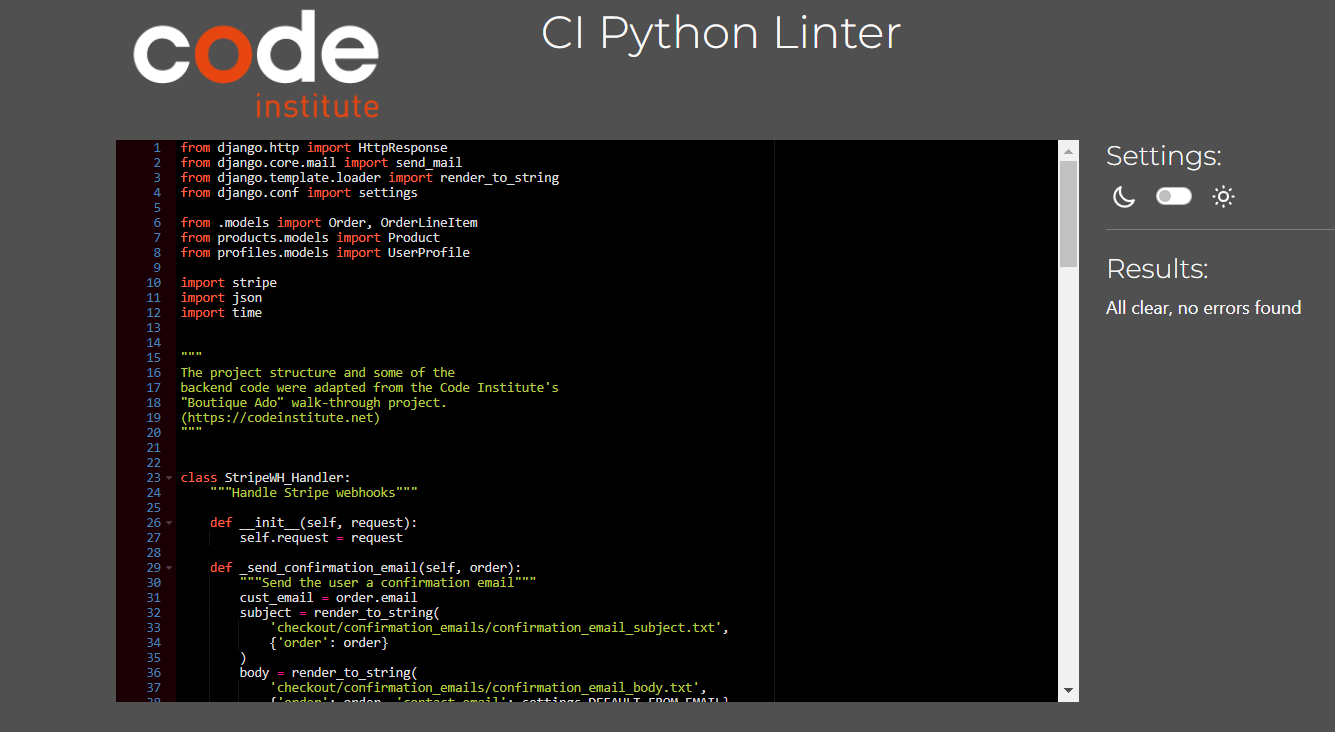 code
institute
CI Python Linter
1 from django.http import HttpResponse
2 from django.core.mail import send_mail
3 from django.template.loader import render_to_string
4 from django.conf import settings
5
6 from .models import Order, OrderLineItem
7 from products.models import Product
8 from profiles.models import UserProfile
9
10 import stripe
11 import json
12 import time
13
14
15 """
16 The project structure and some of the
17 backend code were adapted from the Code Institute's
18 "Boutique Ado" walk-through project.
19 (https://codeinstitute.net)
20 """
21
22
23 class StripeWH_Handler:
24     """Handle Stripe webhooks"""
25
26     def __init__(self, request):
27         self.request = request
28
29     def _send_confirmation_email(self, order):
30         """Send the user a confirmation email"""
31         cust_email = order.email
32         subject = render_to_string(
33             'checkout/confirmation_emails/confirmation_email_subject.txt',
34             {'order': order}
35         )
36         body = render_to_string(
37             'checkout/confirmation_emails/confirmation_email_body.txt',
38             {'order': order, 'contact_email': settings.DEFAULT_FROM_EMAIL}
Settings:
Results:
All clear, no errors found